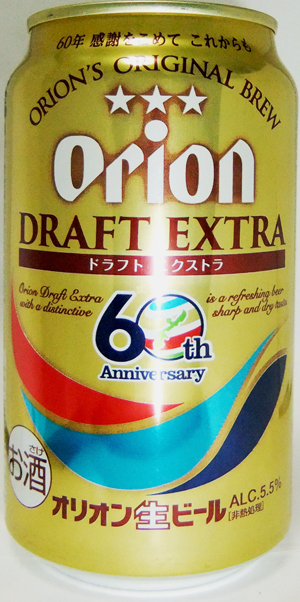 60年 感謝をこめて これからも
ORION'S ORIGINAL BREW
Orion
DRAFT EXTRA
ドラフト エクストラ
Orion Draft Extra is a refreshing beer
with a distinctive sharp and dry taste
60th
Anniversary
さけ
お酒
オリオン生ビール
ALC.5.5%
[非熱処理]